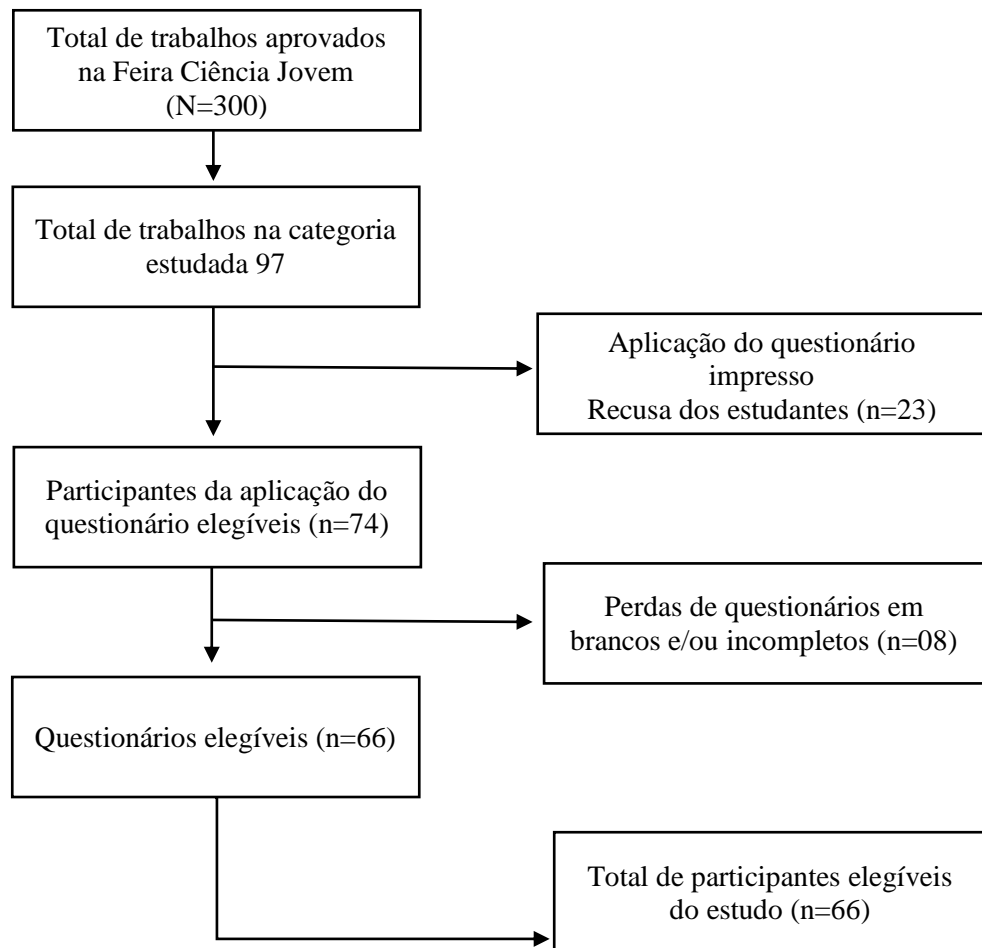 Total de trabalhos aprovados
na Feira Ciência Jovem
(N=300)
Total de trabalhos na categoria
estudada 97
Aplicação do questionário
impresso
Recusa dos estudantes (n=23)
Participantes da aplicação do
questionário elegíveis (n=74)
Perdas de questionários em
brancos e/ou incompletos (n=08)
Questionários elegíveis (n=66)
Total de participantes elegíveis
do estudo (n=66)